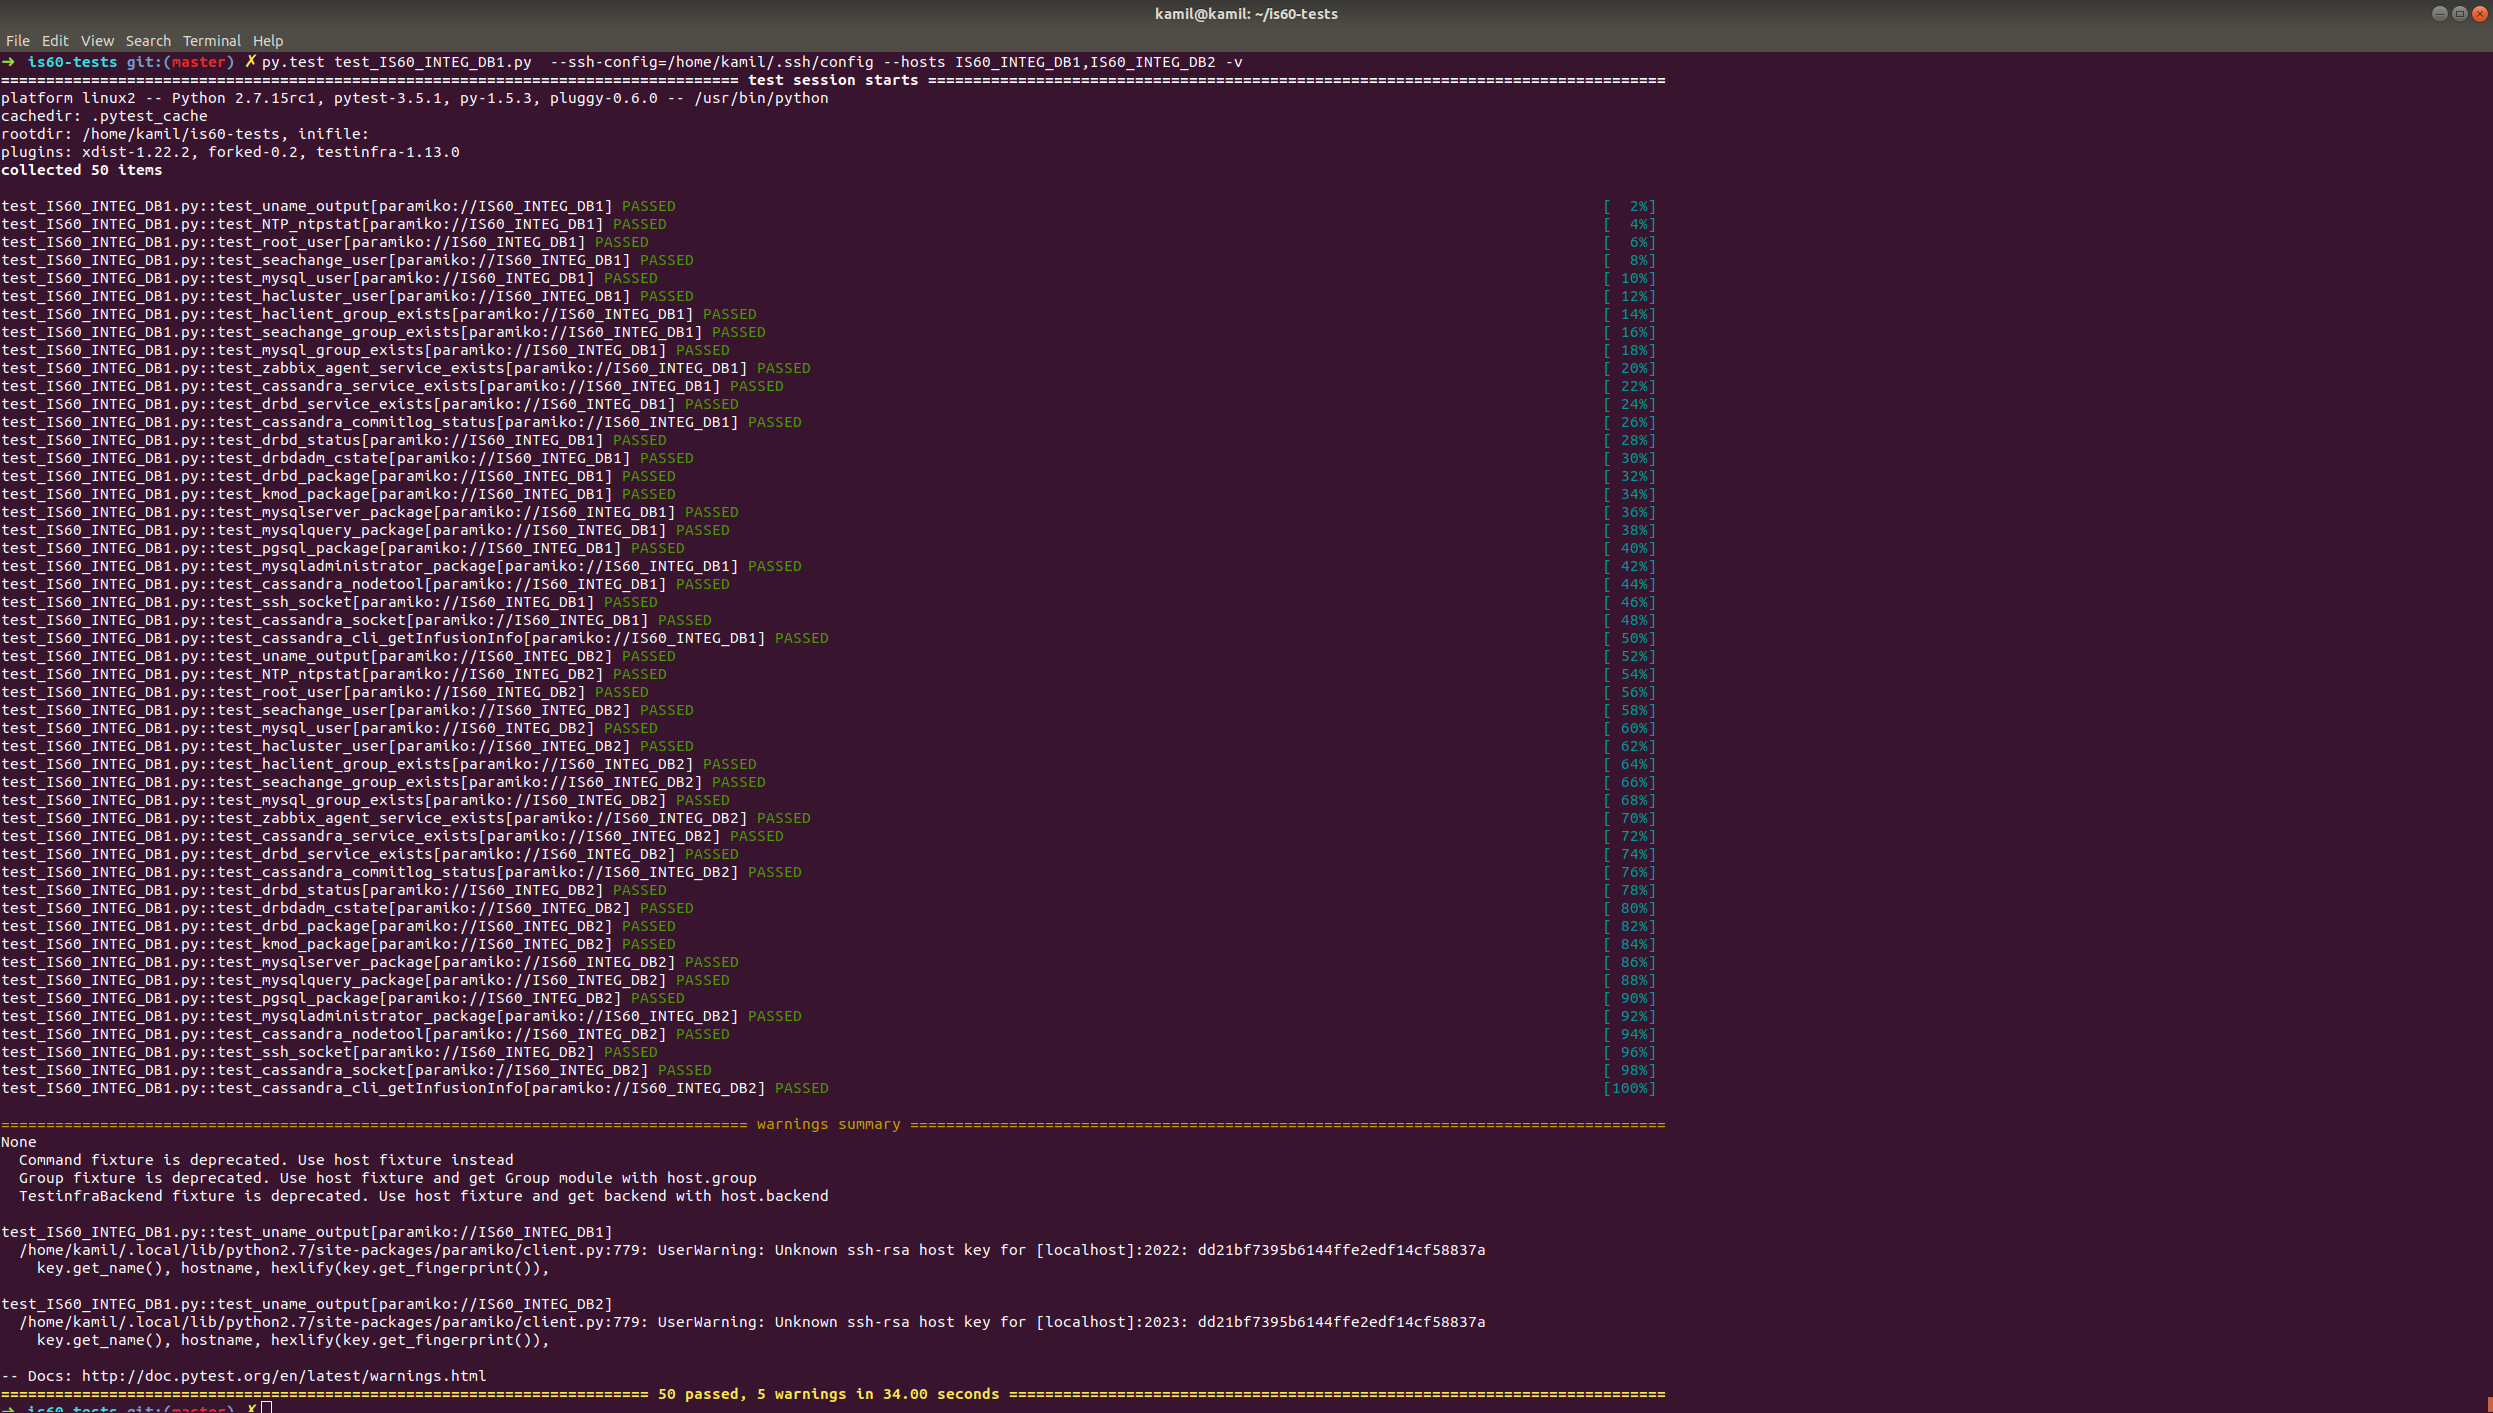 kamil@kamil: ~/is60-tests
File Edit View Search Terminal Help
➜ is60-tests git:(master) ✗ py.test test_IS60_INTEG_DB1.py --ssh-config=/home/kamil/.ssh/config --hosts IS60_INTEG_DB1,IS60_INTEG_DB2 -v
================================================================================== test session starts ==================================================================================
platform linux2 -- Python 2.7.15rc1, pytest-3.5.1, py-1.5.3, pluggy-0.6.0 -- /usr/bin/python
cachedir: .pytest_cache
rootdir: /home/kamil/is60-tests, inifile:
plugins: xdist-1.22.2, forked-0.2, testinfra-1.13.0
collected 50 items
test_IS60_INTEG_DB1.py::test_uname_output[paramiko://IS60_INTEG_DB1] PASSED [  2%]
test_IS60_INTEG_DB1.py::test_NTP_ntpstat[paramiko://IS60_INTEG_DB1] PASSED [  4%]
test_IS60_INTEG_DB1.py::test_root_user[paramiko://IS60_INTEG_DB1] PASSED [  6%]
test_IS60_INTEG_DB1.py::test_seachange_user[paramiko://IS60_INTEG_DB1] PASSED [  8%]
test_IS60_INTEG_DB1.py::test_mysql_user[paramiko://IS60_INTEG_DB1] PASSED [ 10%]
test_IS60_INTEG_DB1.py::test_hacluster_user[paramiko://IS60_INTEG_DB1] PASSED [ 12%]
test_IS60_INTEG_DB1.py::test_haclient_group_exists[paramiko://IS60_INTEG_DB1] PASSED [ 14%]
test_IS60_INTEG_DB1.py::test_seachange_group_exists[paramiko://IS60_INTEG_DB1] PASSED [ 16%]
test_IS60_INTEG_DB1.py::test_mysql_group_exists[paramiko://IS60_INTEG_DB1] PASSED [ 18%]
test_IS60_INTEG_DB1.py::test_zabbix_agent_service_exists[paramiko://IS60_INTEG_DB1] PASSED [ 20%]
test_IS60_INTEG_DB1.py::test_cassandra_service_exists[paramiko://IS60_INTEG_DB1] PASSED [ 22%]
test_IS60_INTEG_DB1.py::test_drbd_service_exists[paramiko://IS60_INTEG_DB1] PASSED [ 24%]
test_IS60_INTEG_DB1.py::test_cassandra_commitlog_status[paramiko://IS60_INTEG_DB1] PASSED [ 26%]
test_IS60_INTEG_DB1.py::test_drbd_status[paramiko://IS60_INTEG_DB1] PASSED [ 28%]
test_IS60_INTEG_DB1.py::test_drbdadm_cstate[paramiko://IS60_INTEG_DB1] PASSED [ 30%]
test_IS60_INTEG_DB1.py::test_drbd_package[paramiko://IS60_INTEG_DB1] PASSED [ 32%]
test_IS60_INTEG_DB1.py::test_kmod_package[paramiko://IS60_INTEG_DB1] PASSED [ 34%]
test_IS60_INTEG_DB1.py::test_mysqlserver_package[paramiko://IS60_INTEG_DB1] PASSED [ 36%]
test_IS60_INTEG_DB1.py::test_mysqlquery_package[paramiko://IS60_INTEG_DB1] PASSED [ 38%]
test_IS60_INTEG_DB1.py::test_pgsql_package[paramiko://IS60_INTEG_DB1] PASSED [ 40%]
test_IS60_INTEG_DB1.py::test_mysqladministrator_package[paramiko://IS60_INTEG_DB1] PASSED [ 42%]
test_IS60_INTEG_DB1.py::test_cassandra_nodetool[paramiko://IS60_INTEG_DB1] PASSED [ 44%]
test_IS60_INTEG_DB1.py::test_ssh_socket[paramiko://IS60_INTEG_DB1] PASSED [ 46%]
test_IS60_INTEG_DB1.py::test_cassandra_socket[paramiko://IS60_INTEG_DB1] PASSED [ 48%]
test_IS60_INTEG_DB1.py::test_cassandra_cli_getInfusionInfo[paramiko://IS60_INTEG_DB1] PASSED [ 50%]
test_IS60_INTEG_DB1.py::test_uname_output[paramiko://IS60_INTEG_DB2] PASSED [ 52%]
test_IS60_INTEG_DB1.py::test_NTP_ntpstat[paramiko://IS60_INTEG_DB2] PASSED [ 54%]
test_IS60_INTEG_DB1.py::test_root_user[paramiko://IS60_INTEG_DB2] PASSED [ 56%]
test_IS60_INTEG_DB1.py::test_seachange_user[paramiko://IS60_INTEG_DB2] PASSED [ 58%]
test_IS60_INTEG_DB1.py::test_mysql_user[paramiko://IS60_INTEG_DB2] PASSED [ 60%]
test_IS60_INTEG_DB1.py::test_hacluster_user[paramiko://IS60_INTEG_DB2] PASSED [ 62%]
test_IS60_INTEG_DB1.py::test_haclient_group_exists[paramiko://IS60_INTEG_DB2] PASSED [ 64%]
test_IS60_INTEG_DB1.py::test_seachange_group_exists[paramiko://IS60_INTEG_DB2] PASSED [ 66%]
test_IS60_INTEG_DB1.py::test_mysql_group_exists[paramiko://IS60_INTEG_DB2] PASSED [ 68%]
test_IS60_INTEG_DB1.py::test_zabbix_agent_service_exists[paramiko://IS60_INTEG_DB2] PASSED [ 70%]
test_IS60_INTEG_DB1.py::test_cassandra_service_exists[paramiko://IS60_INTEG_DB2] PASSED [ 72%]
test_IS60_INTEG_DB1.py::test_drbd_service_exists[paramiko://IS60_INTEG_DB2] PASSED [ 74%]
test_IS60_INTEG_DB1.py::test_cassandra_commitlog_status[paramiko://IS60_INTEG_DB2] PASSED [ 76%]
test_IS60_INTEG_DB1.py::test_drbd_status[paramiko://IS60_INTEG_DB2] PASSED [ 78%]
test_IS60_INTEG_DB1.py::test_drbdadm_cstate[paramiko://IS60_INTEG_DB2] PASSED [ 80%]
test_IS60_INTEG_DB1.py::test_drbd_package[paramiko://IS60_INTEG_DB2] PASSED [ 82%]
test_IS60_INTEG_DB1.py::test_kmod_package[paramiko://IS60_INTEG_DB2] PASSED [ 84%]
test_IS60_INTEG_DB1.py::test_mysqlserver_package[paramiko://IS60_INTEG_DB2] PASSED [ 86%]
test_IS60_INTEG_DB1.py::test_mysqlquery_package[paramiko://IS60_INTEG_DB2] PASSED [ 88%]
test_IS60_INTEG_DB1.py::test_pgsql_package[paramiko://IS60_INTEG_DB2] PASSED [ 90%]
test_IS60_INTEG_DB1.py::test_mysqladministrator_package[paramiko://IS60_INTEG_DB2] PASSED [ 92%]
test_IS60_INTEG_DB1.py::test_cassandra_nodetool[paramiko://IS60_INTEG_DB2] PASSED [ 94%]
test_IS60_INTEG_DB1.py::test_ssh_socket[paramiko://IS60_INTEG_DB2] PASSED [ 96%]
test_IS60_INTEG_DB1.py::test_cassandra_socket[paramiko://IS60_INTEG_DB2] PASSED [ 98%]
test_IS60_INTEG_DB1.py::test_cassandra_cli_getInfusionInfo[paramiko://IS60_INTEG_DB2] PASSED [100%]
=================================================================================== warnings summary ====================================================================================
None
  Command fixture is deprecated. Use host fixture instead
  Group fixture is deprecated. Use host fixture and get Group module with host.group
  TestinfraBackend fixture is deprecated. Use host fixture and get backend with host.backend
test_IS60_INTEG_DB1.py::test_uname_output[paramiko://IS60_INTEG_DB1]
  /home/kamil/.local/lib/python2.7/site-packages/paramiko/client.py:779: UserWarning: Unknown ssh-rsa host key for [localhost]:2022: dd21bf7395b6144ffe2edf14cf58837a
    key.get_name(), hostname, hexlify(key.get_fingerprint()),
test_IS60_INTEG_DB1.py::test_uname_output[paramiko://IS60_INTEG_DB2]
  /home/kamil/.local/lib/python2.7/site-packages/paramiko/client.py:779: UserWarning: Unknown ssh-rsa host key for [localhost]:2023: dd21bf7395b6144ffe2edf14cf58837a
    key.get_name(), hostname, hexlify(key.get_fingerprint()),
-- Docs: http://doc.pytest.org/en/latest/warnings.html
======================================================================== 50 passed, 5 warnings in 34.00 seconds =========================================================================
➜ is60-tests git:(master) ✗